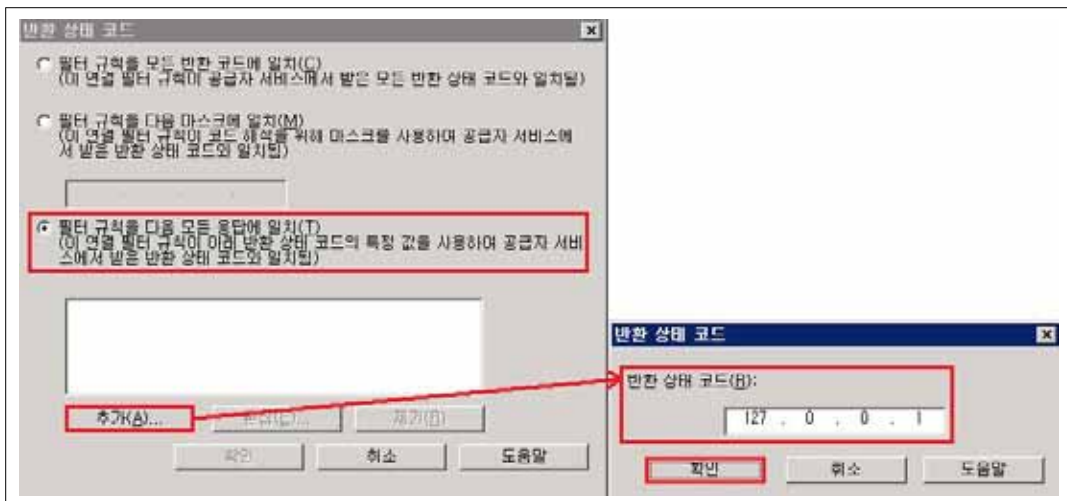 반환 상태 코드
필터 규칙을 모든 반환 코드에 일치(C)
(이 연결 필터 규칙이 공급자 서비스에서 받은 모든 반환 상태 코드와 일치됨)
필터 규칙을 다음 마스크에 일치(M)
(이 연결 필터 규칙이 코드 해석을 위해 마스크를 사용하여 공급자 서비스에
서 받은 반환 상태 코드와 일치됨)
필터 규칙을 다음 모든 응답에 일치(T)
(이 연결 필터 규칙이 아래 반환 상태 코드의 특정 값을 사용하여 공급자 서비
스에서 받은 반환 상태 코드와 일치됨)
추가(A)... 편집(E)... 제거(R)
확인 취소 도움말
반환 상태 코드
반환 상태 코드(R):
127 . 0 . 0 . 1
확인 취소 도움말